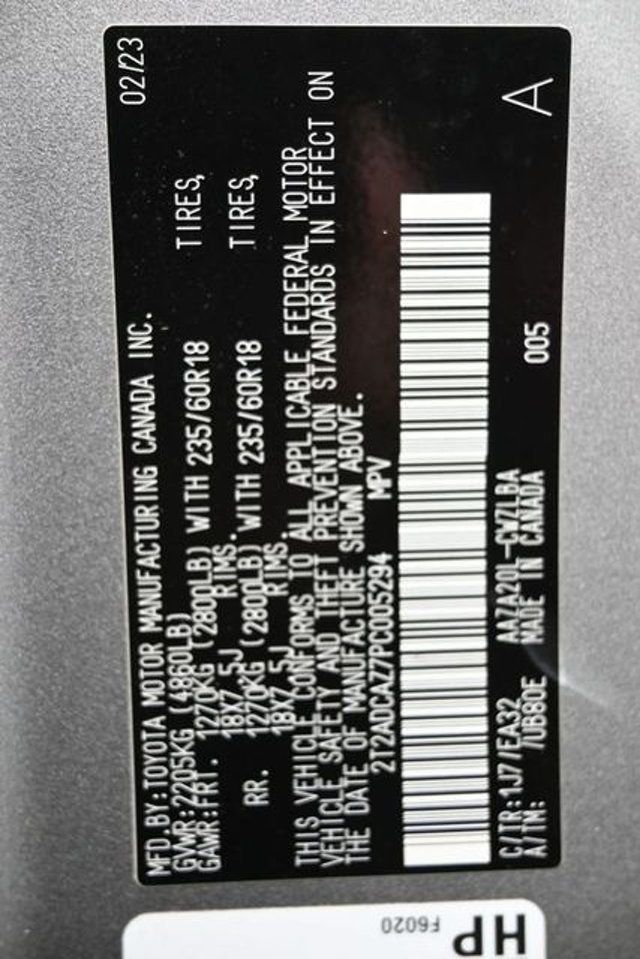 MFD.BY:TOYOTA MOTOR MANUFACTURING CANADA INC. 02/23
GVWR:2205KG (4860LB)
GAWR:FRT. 1270KG (2800LB) WITH 235/60R18 TIRES,
18X7.5J RIMS.
RR. 1270KG (2800LB) WITH 235/60R18 TIRES,
18X7.5J RIMS.
THIS VEHICLE CONFORMS TO ALL APPLICABLE FEDERAL MOTOR
VEHICLE SAFETY AND THEFT PREVENTION STANDARDS IN EFFECT ON
THE DATE OF MANUFACTURE SHOWN ABOVE.
2T2ADCAZ7PC005294 MPV
C/TR:1J7/EA32 AAZA20L-CWZLBA 005 A
A/TM: /UB80E MADE IN CANADA
HP
F6020